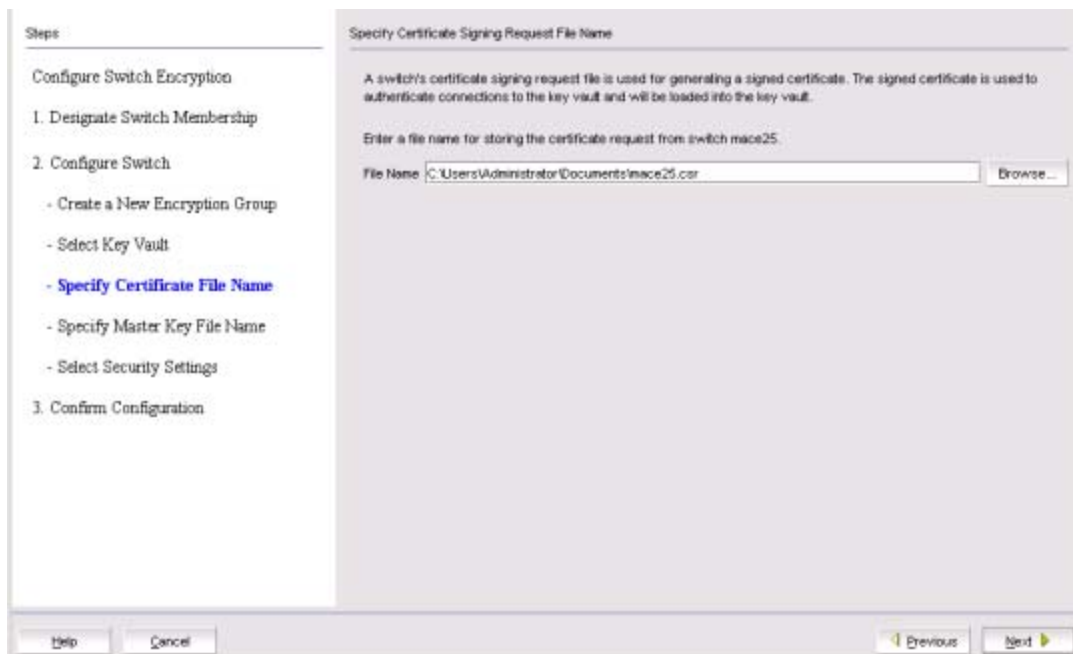 Steps
Configure Switch Encryption
1. Designate Switch Membership
2. Configure Switch
- Create a New Encryption Group
- Select Key Vault
- Specify Certificate File Name
- Specify Master Key File Name
- Select Security Settings
3. Confirm Configuration
Specify Certificate Signing Request File Name
A switch's certificate signing request file is used for generating a signed certificate. The signed certificate is used to
authenticate connections to the key vault and will be loaded into the key vault.
Enter a file name for storing the certificate request from switch mace25.
File Name C:\Users\Administrator\Documents\mace25.csr Browse...
Help Cancel Previous Next